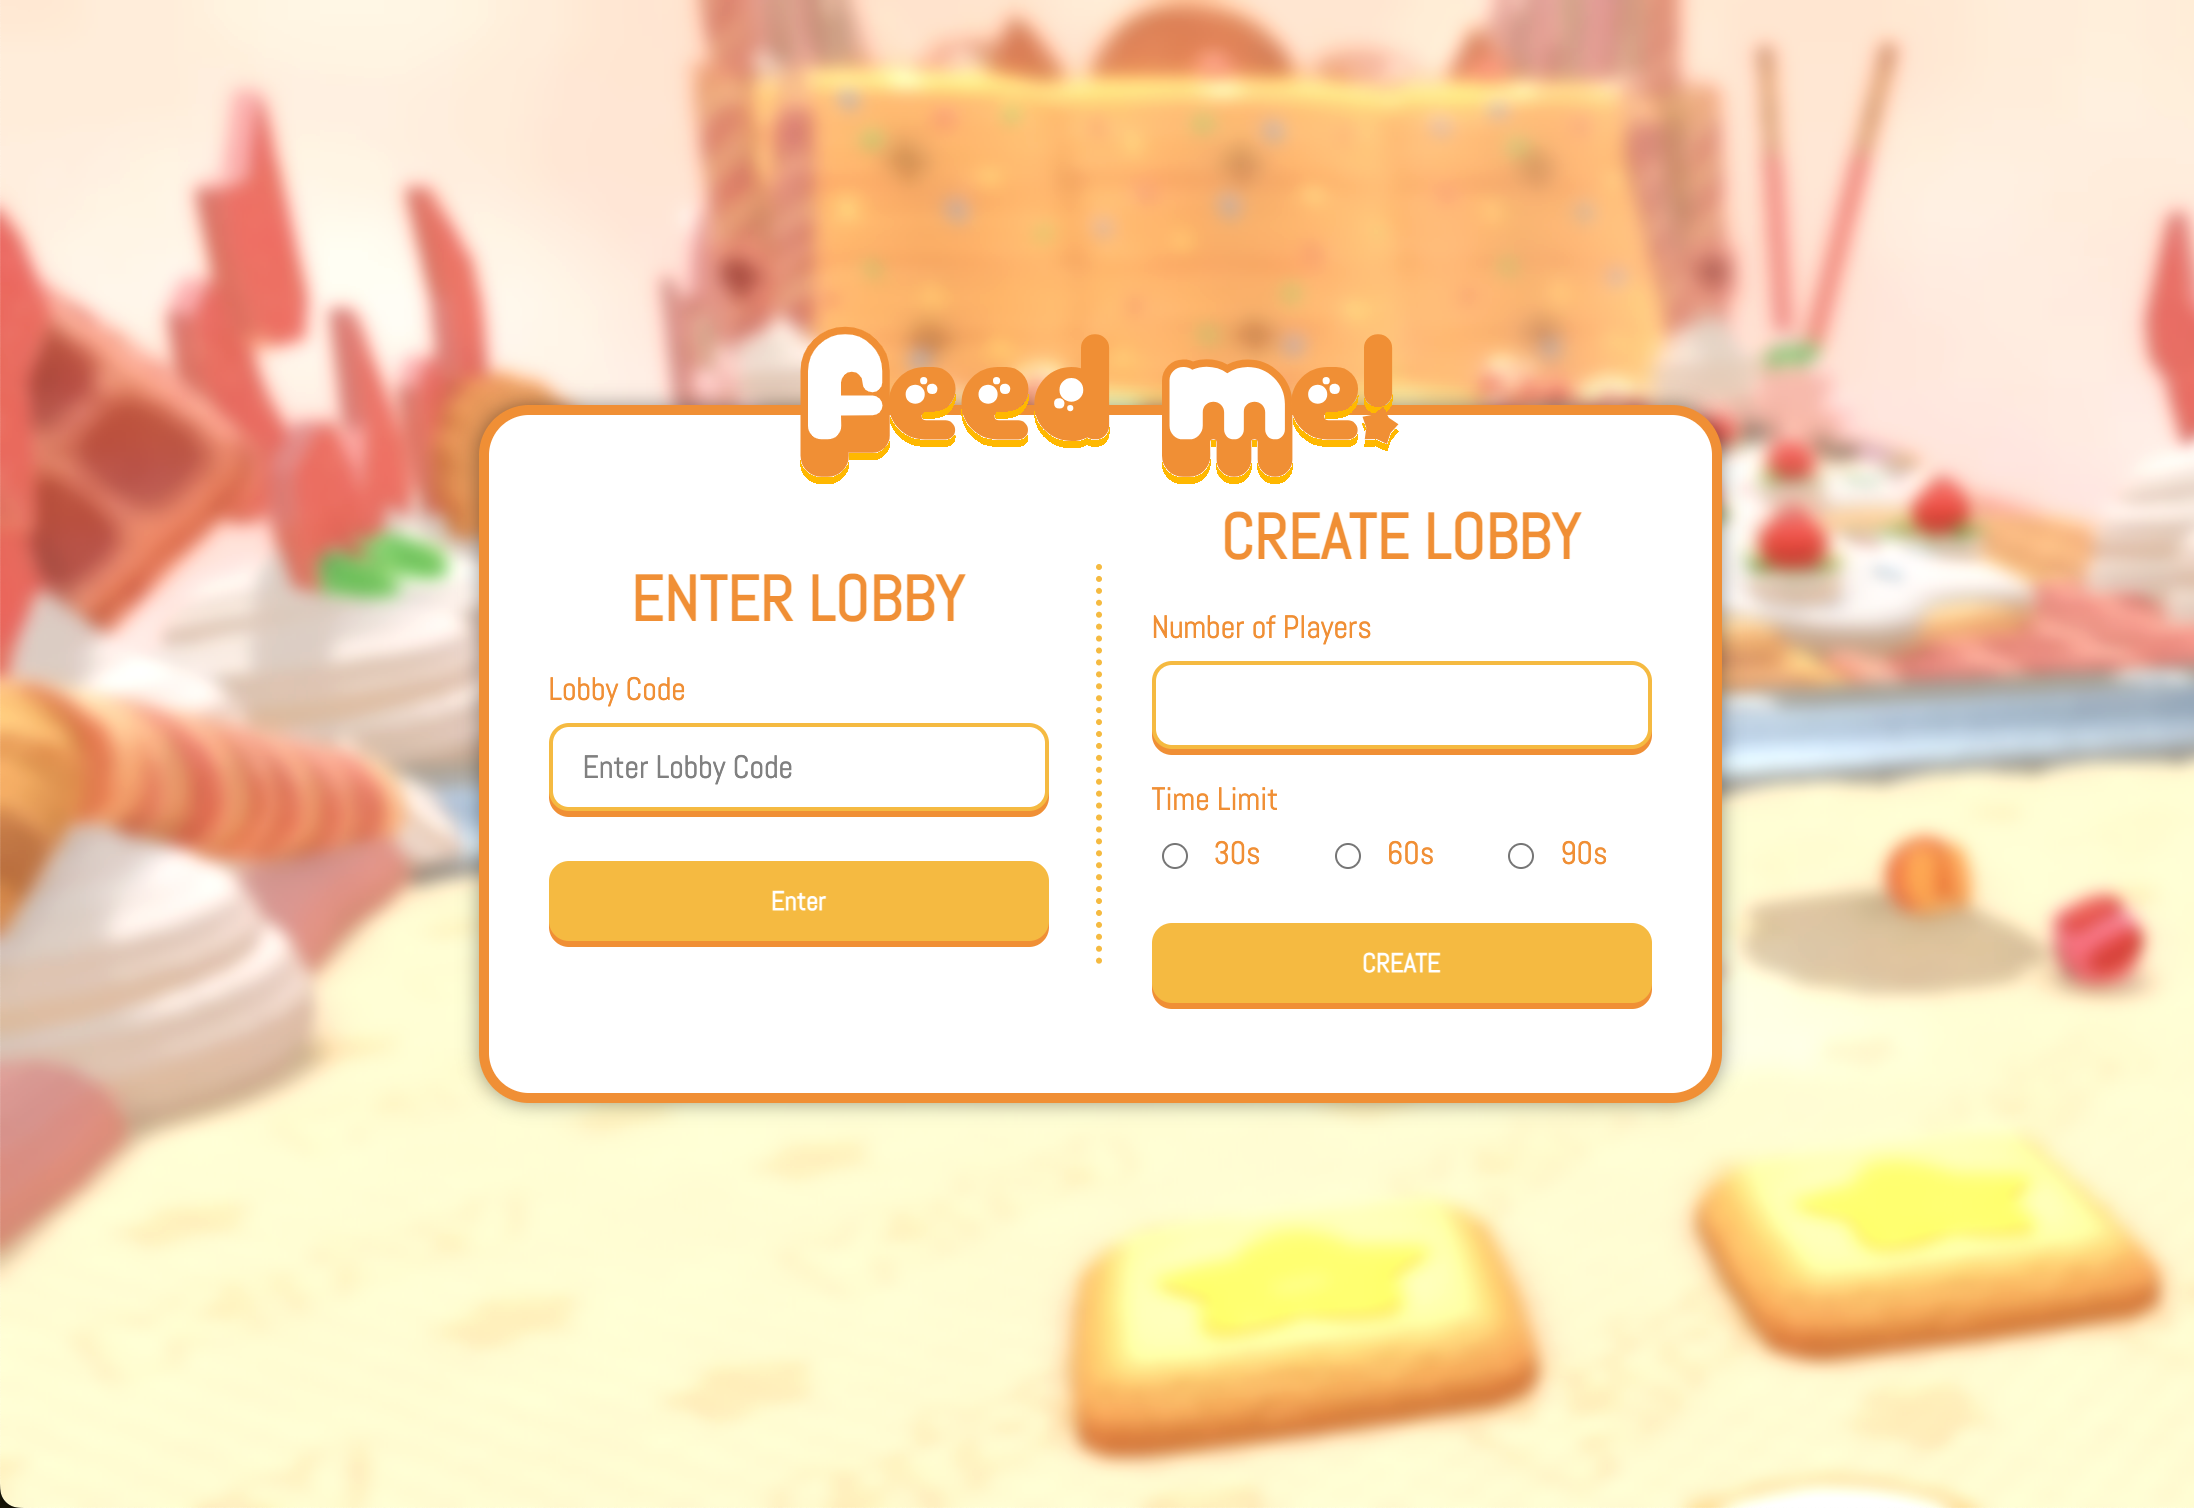 feed me!
ENTER LOBBY
Lobby Code
Enter Lobby Code
Enter
CREATE LOBBY
Number of Players
Time Limit
30s 60s 90s
CREATE